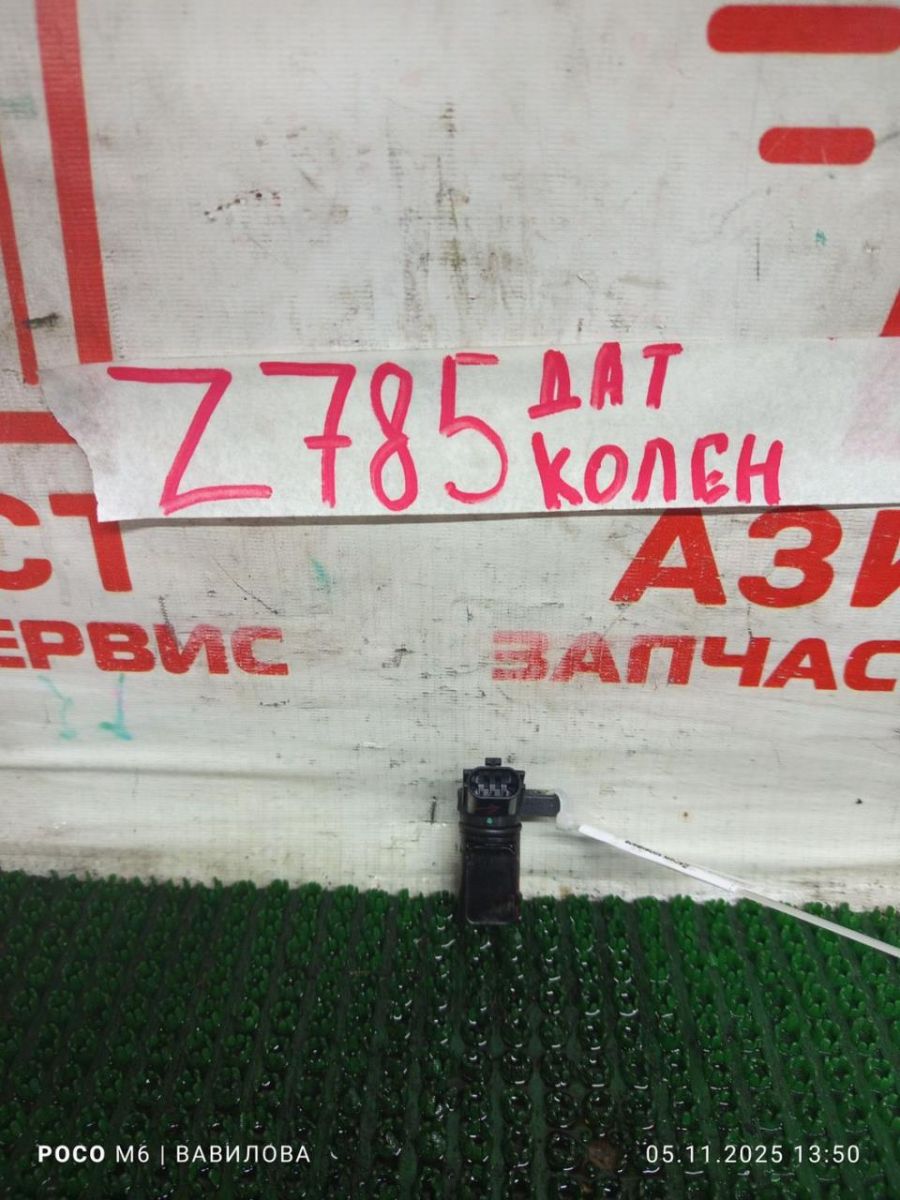 Z785 ДАТ
КОЛЕН
СТ АЗИ
ЕРВИС ЗАПЧАС
POCO M6 | ВАВИЛОВА 05.11.2025 13:50